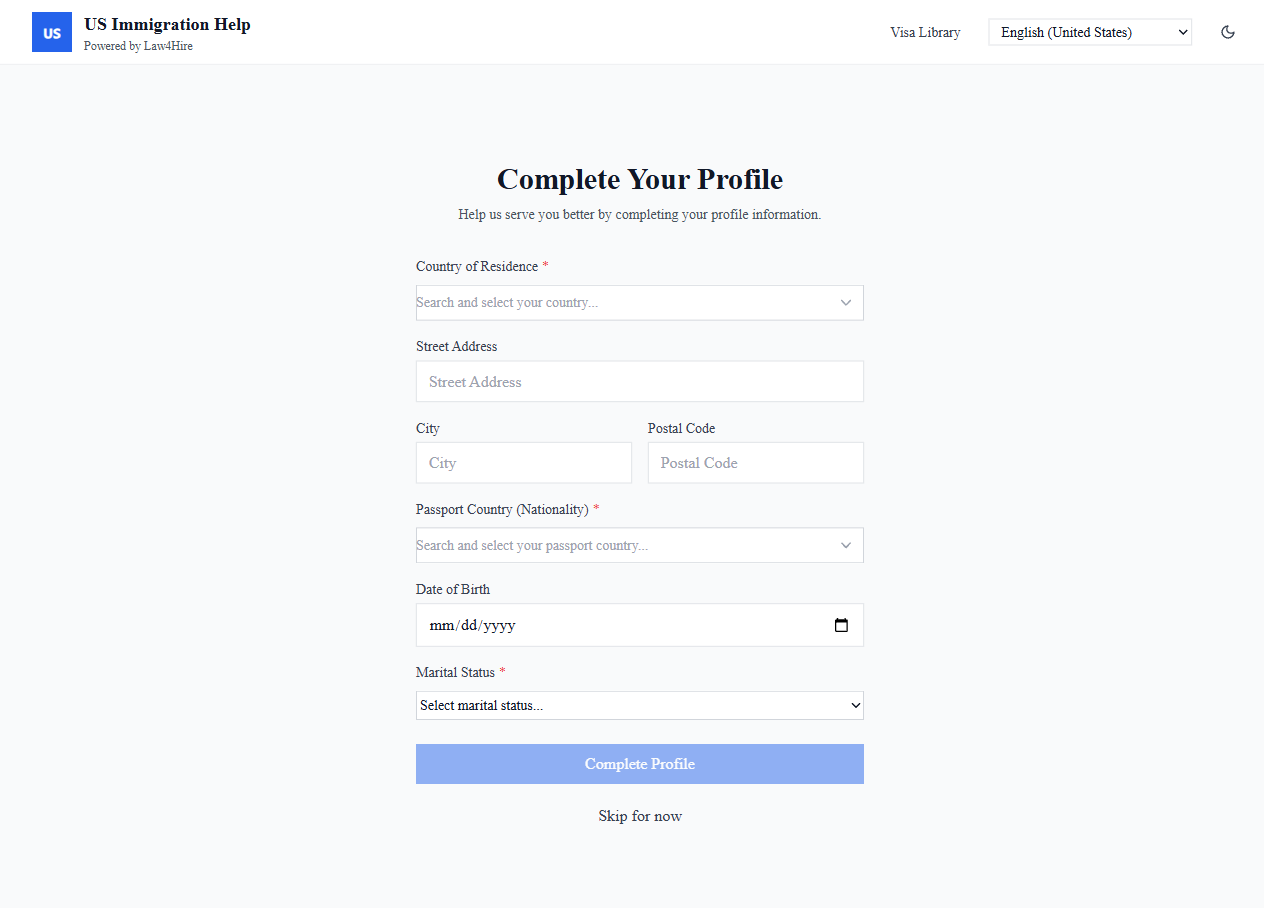 US
US Immigration Help
Powered by Law4Hire
Visa Library
English (United States)
Complete Your Profile
Help us serve you better by completing your profile information.
Country of Residence *
Search and select your country...
Street Address
Street Address
City
Postal Code
City
Postal Code
Passport Country (Nationality) *
Search and select your passport country...
Date of Birth
mm/dd/yyyy
Marital Status *
Select marital status...
Complete Profile
Skip for now